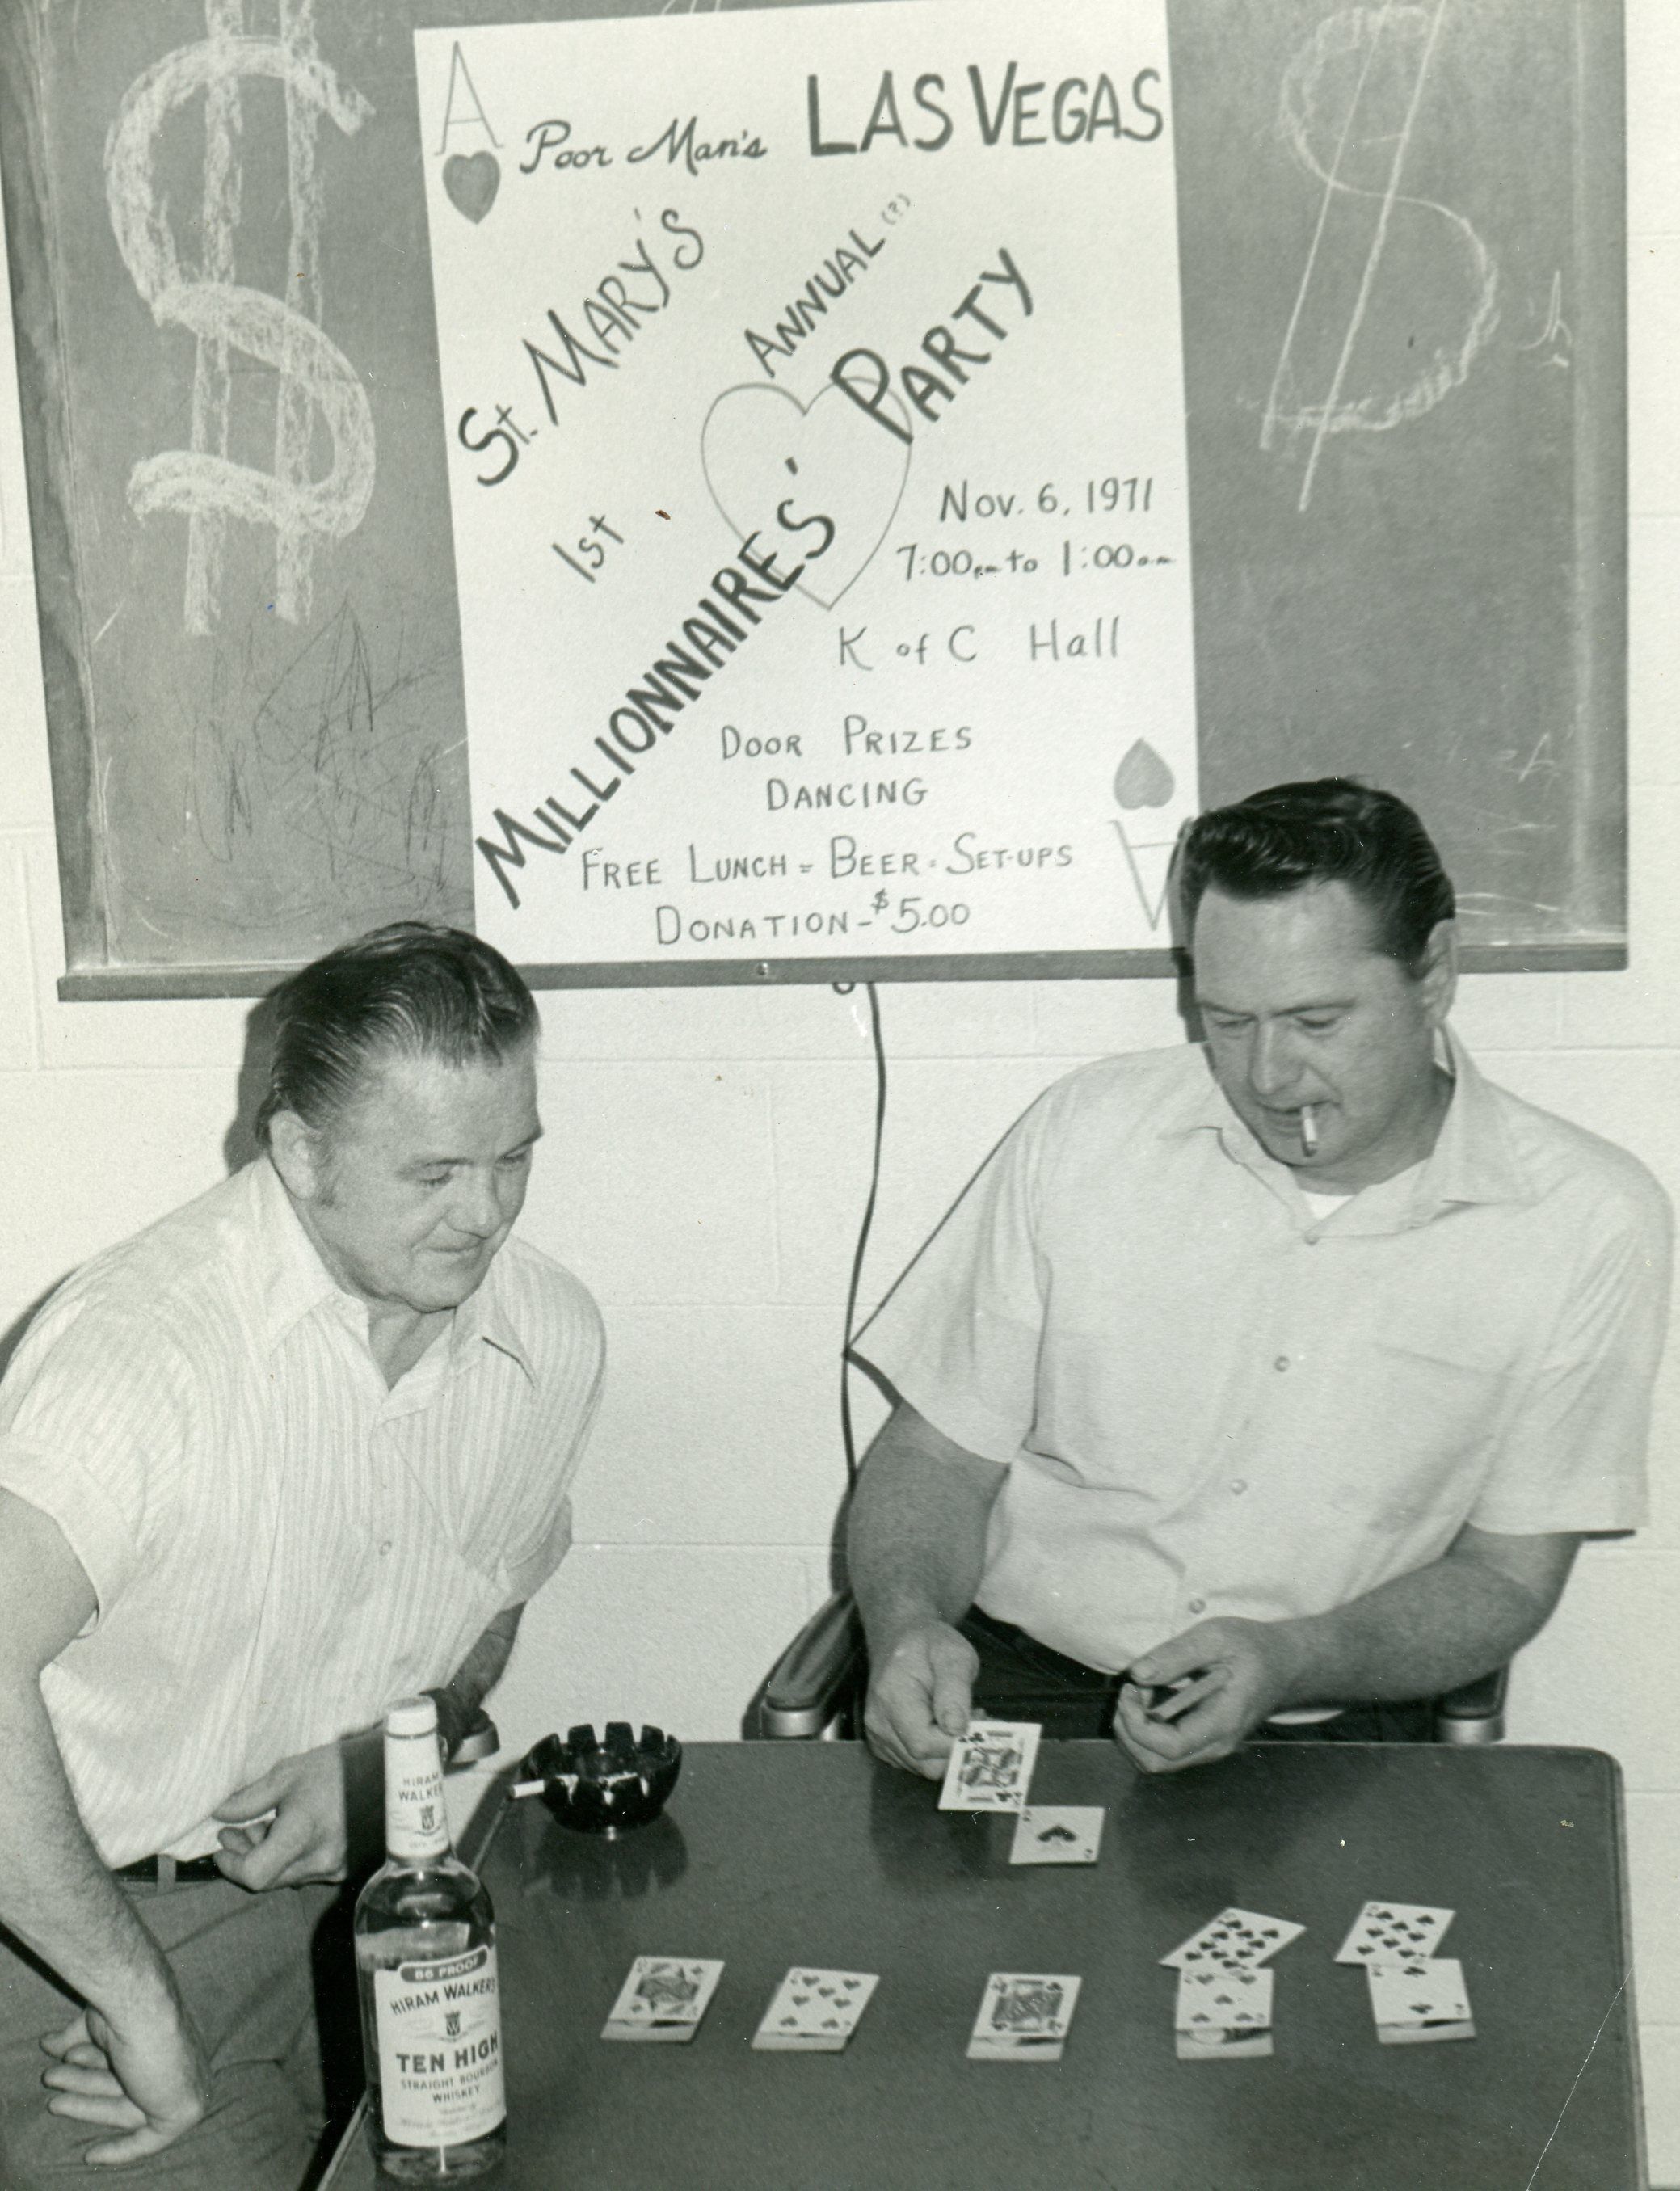 A
Poor Man's LAS VEGAS
St. MARY'S
1st ANNUAL (?)
MILLIONNAIRES' PARTY
Nov. 6, 1971
7:00pm to 1:00am
K of C Hall
DOOR PRIZES
DANCING
FREE LUNCH - BEER - SET-UPS
DONATION - $5.00
A
$
$
HIRAM
WALKER
86 PROOF
HIRAM WALKER'S
TEN HIGH
STRAIGHT BOURBON
WHISKEY